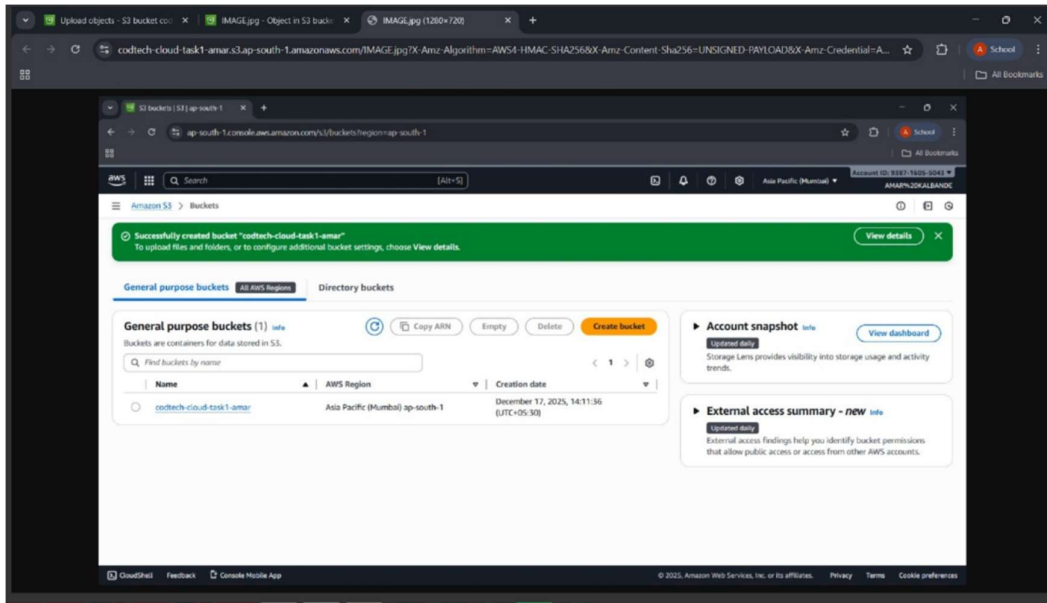 Upload objects - S3 bucket co
IMAGE.jpg - Object in S3 bucke
IMAGE.jpg (1280×720)
codtech-cloud-task1-amar.s3.ap-south-1.amazonaws.com/IMAGE.jpg?X-Amz-Algorithm=AWS4-HMAC-SHA256&X-Amz-Content-Sha256=UNSIGNED-PAYLOAD&X-Amz-Credential=A...
A School
All Bookmarks
S3 buckets | S3 | ap-south-1
ap-south-1.console.aws.amazon.com/s3/buckets?region=ap-south-1
School
All Bookmarks
aws
Search
[Alt+S]
Asia Pacific (Mumbai)
Account ID: 9387-1605-5043
AMAR%20KALBANDE
Amazon S3 > Buckets
Successfully created bucket "codtech-cloud-task1-amar"
To upload files and folders, or to configure additional bucket settings, choose View details.
View details
General purpose buckets All AWS Regions
Directory buckets
General purpose buckets (1) Info
Copy ARN
Empty
Delete
Create bucket
Buckets are containers for data stored in S3.
Find buckets by name
< 1 >
Name
AWS Region
Creation date
codtech-cloud-task1-amar
Asia Pacific (Mumbai) ap-south-1
December 17, 2025, 14:11:36
(UTC+05:30)
Account snapshot Info
View dashboard
Updated daily
Storage Lens provides visibility into storage usage and activity
trends.
External access summary - new Info
Updated daily
External access findings help you identify bucket permissions
that allow public access or access from other AWS accounts.
CloudShell
Feedback
Console Mobile App
© 2025, Amazon Web Services, Inc. or its affiliates.
Privacy
Terms
Cookie preferences